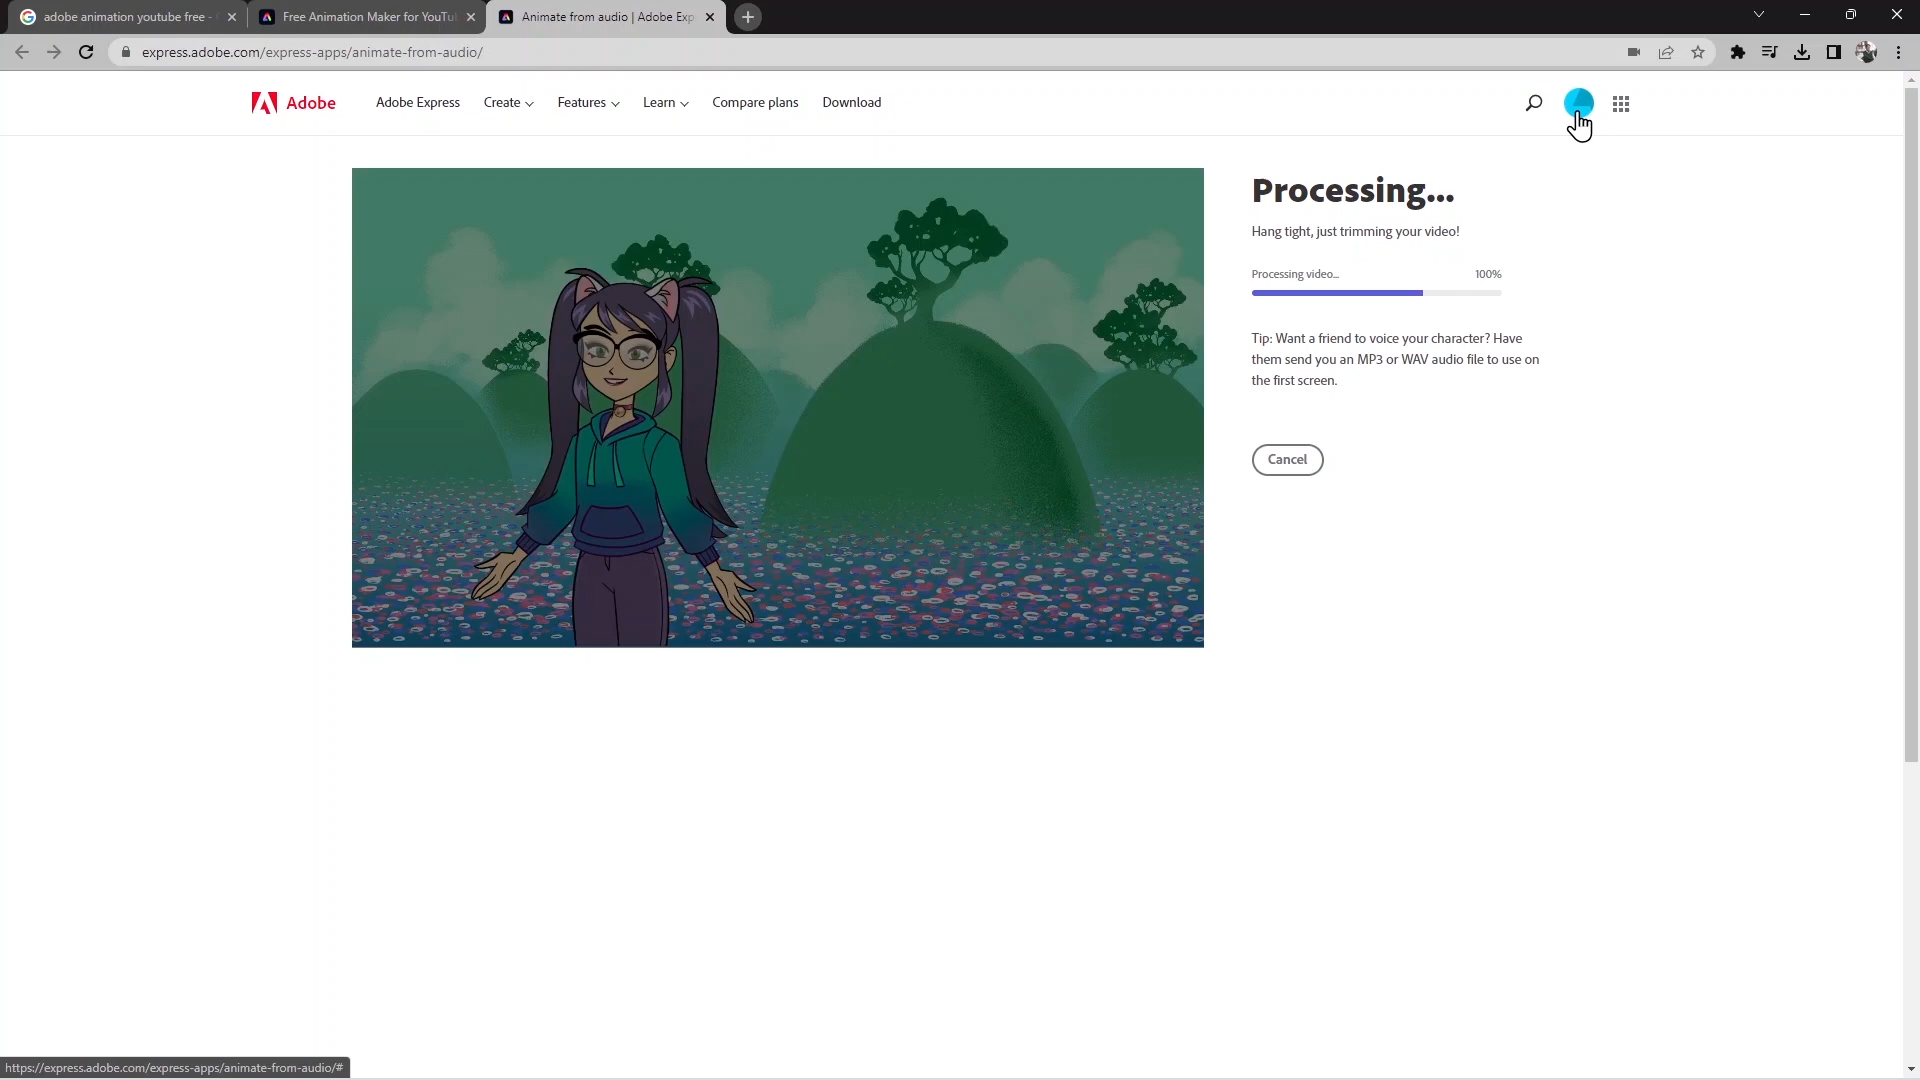 adobe animation youtube free -
Free Animation Maker for YouTu
Animate from audio | Adobe Exp
express.adobe.com/express-apps/animate-from-audio/
Adobe
Adobe Express
Create
Features
Learn
Compare plans
Download
Processing...
Hang tight, just trimming your video!
Processing video...
100%
Tip: Want a friend to voice your character? Have
them send you an MP3 or WAV audio file to use on
the first screen.
Cancel
https://express.adobe.com/express-apps/animate-from-audio/#